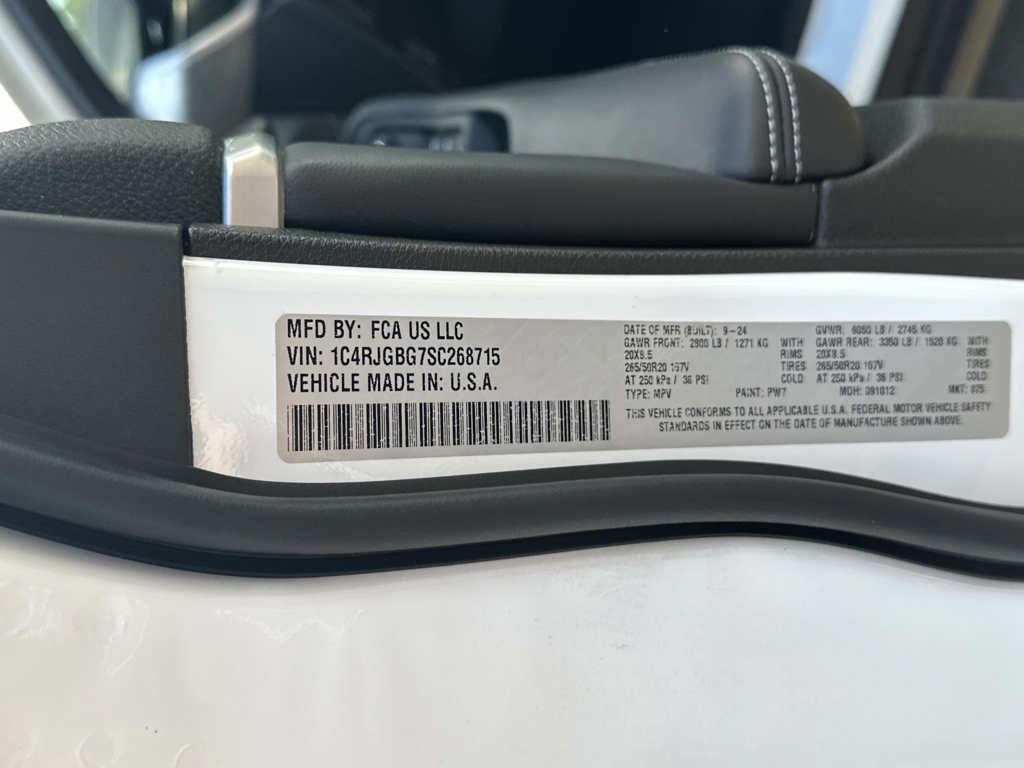 MFD BY: FCA US LLC
VIN: 1C4RJGBG7SC268715
VEHICLE MADE IN: U.S.A.
DATE OF MFR (BUILT): 9-24 GVWR: 6050 LB / 2745 KG
GAWR FRONT: 2800 LB / 1271 KG WITH GAWR REAR: 3350 LB / 1520 KG WITH
20X8.5 RIMS 20X8.5 RIMS
265/50R20 107V TIRES 265/50R20 107V TIRES
AT 250 kPa / 36 PSI COLD AT 250 kPa / 36 PSI COLD
TYPE: MPV PAINT: PW7 MDH: 091012 MKT:
THIS VEHICLE CONFORMS TO ALL APPLICABLE U.S.A. FEDERAL MOTOR VEHICLE SAFETY
STANDARDS IN EFFECT ON THE DATE OF MANUFACTURE SHOWN ABOVE.